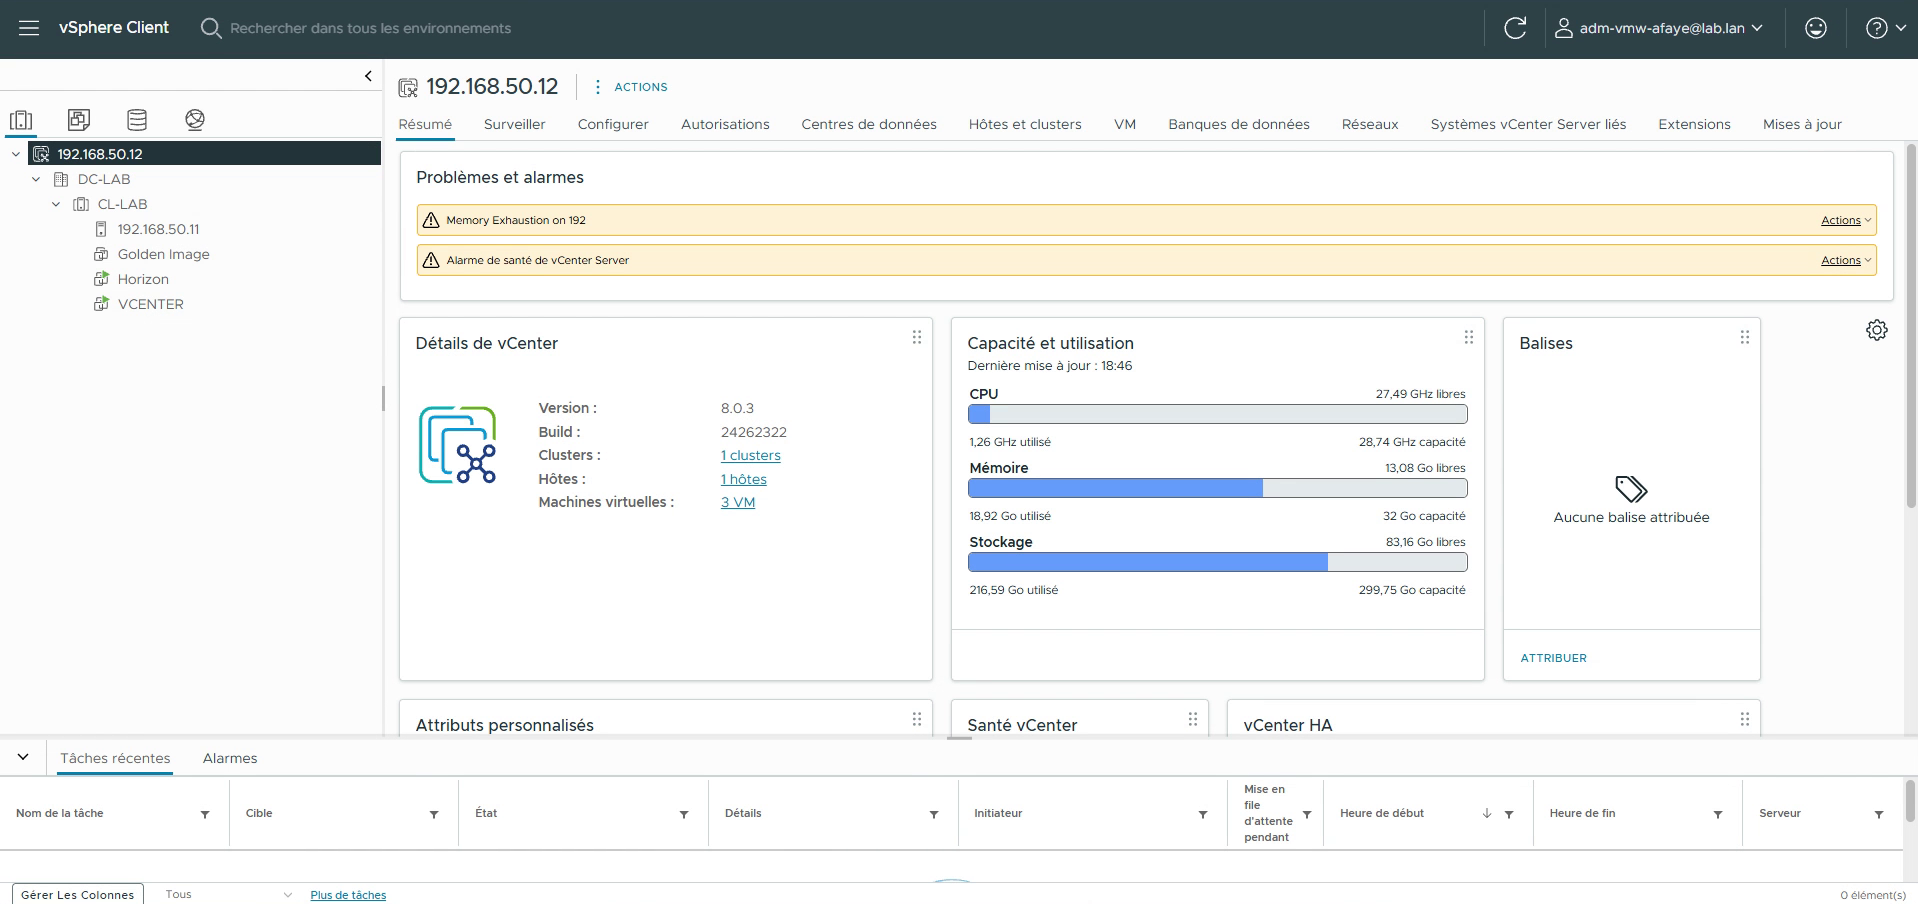 vSphere Client
Rechercher dans tous les environnements
adm-vmw-afaye@lab.lan
192.168.50.12
ACTIONS
Résumé Surveiller Configurer Autorisations Centres de données Hôtes et clusters VM Banques de données Réseaux Systèmes vCenter Server liés Extensions Mises à jour
192.168.50.12
DC-LAB
CL-LAB
192.168.50.11
Golden Image
Horizon
VCENTER
Problèmes et alarmes
Memory Exhaustion on 192 Actions
Alarme de santé de vCenter Server Actions
Détails de vCenter
Version : 8.0.3
Build : 24262322
Clusters : 1 clusters
Hôtes : 1 hôtes
Machines virtuelles : 3 VM
Capacité et utilisation
Dernière mise à jour : 18:46
CPU 27,49 GHz libres
1,26 GHz utilisé 28,74 GHz capacité
Mémoire 13,08 Go libres
18,92 Go utilisé 32 Go capacité
Stockage 83,16 Go libres
216,59 Go utilisé 299,75 Go capacité
Balises
Aucune balise attribuée
ATTRIBUER
Attributs personnalisés
Santé vCenter
vCenter HA
Tâches récentes Alarmes
Nom de la tâche Cible État Détails Initiateur
Mise en
file
d'attente
pendant
Heure de début Heure de fin Serveur
Gérer Les Colonnes Tous Plus de tâches 0 élément(s)